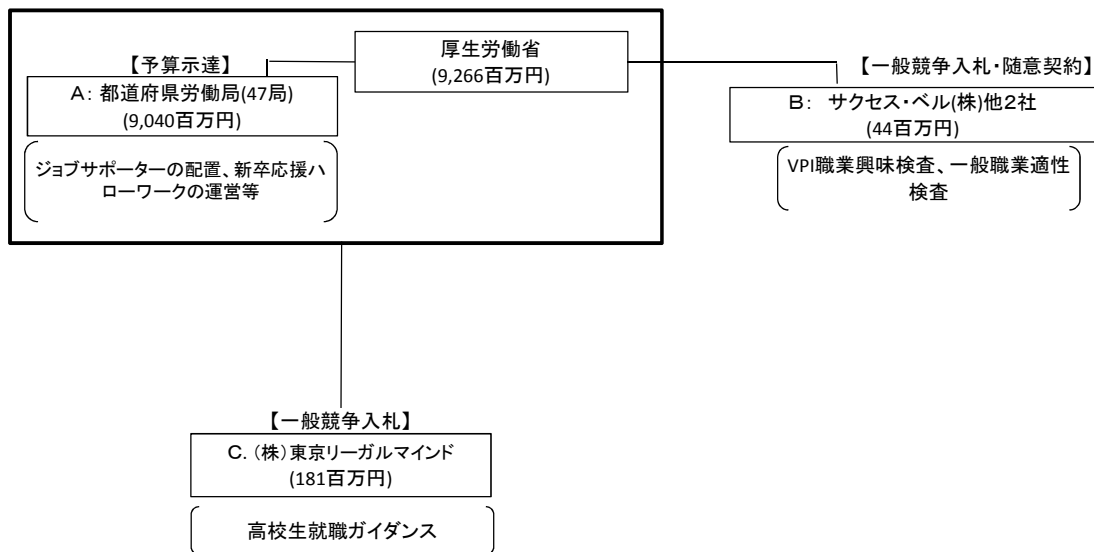 厚生労働省
(9,266百万円)
【予算示達】
A: 都道府県労働局(47局)
(9,040百万円)
ジョブサポーターの配置、新卒応援ハ
ローワークの運営等
【一般競争入札・随意契約】
B: サクセス・ベル(株)他2社
(44百万円)
VPI職業興味検査、一般職業適性
検査
【一般競争入札】
C. (株)東京リーガルマインド
(181百万円)
高校生就職ガイダンス